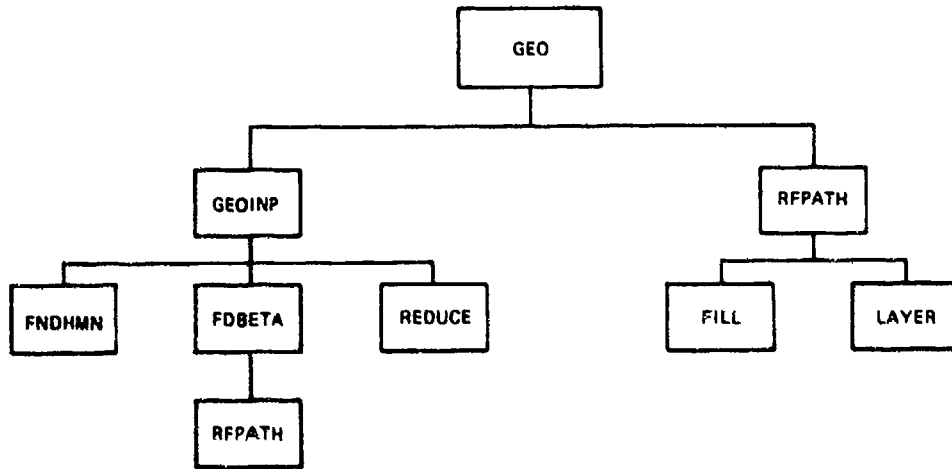 GEO
GEOINP
RFPATH
FNDHMN
FDBETA
REDUCE
FILL
LAYER
RFPATH